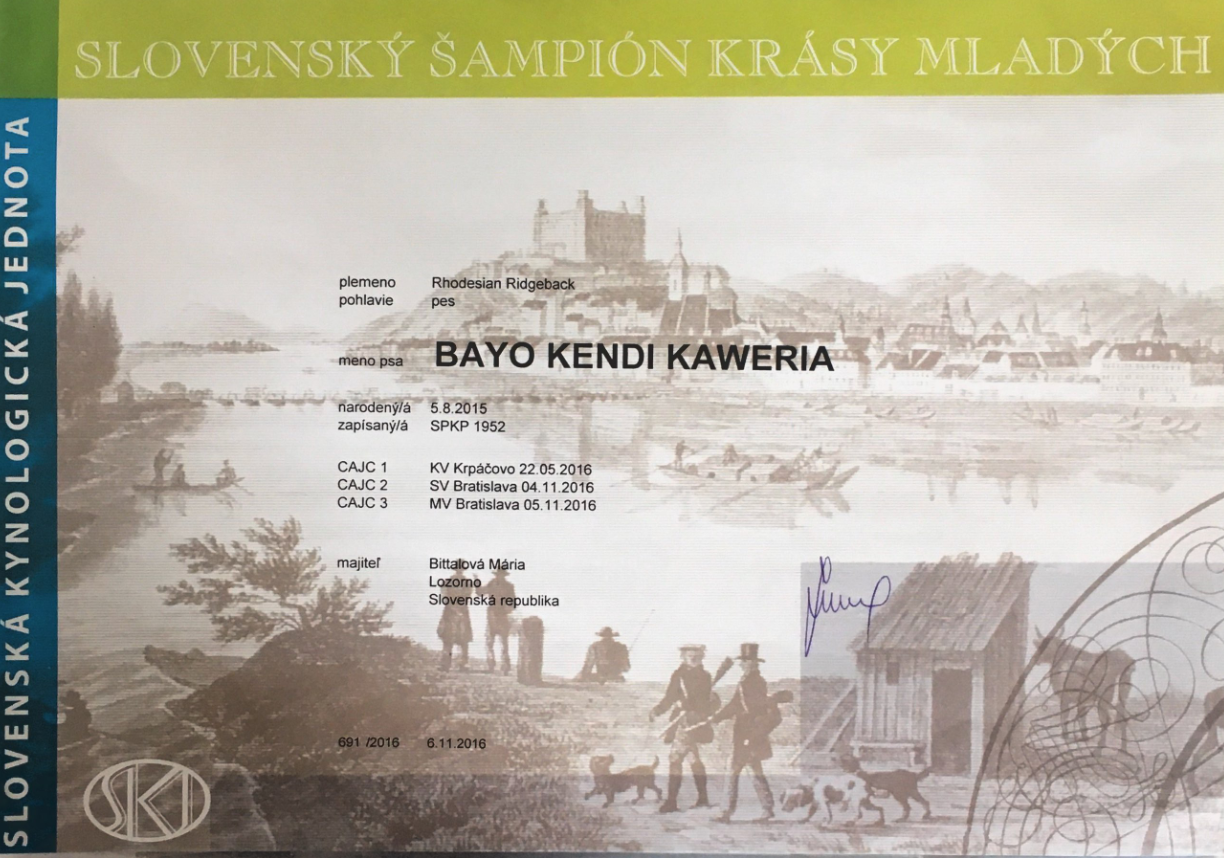 SLOVENSKÝ ŠAMPIÓN KRÁSY MLADÝCH
SLOVENSKÁ KYNOLOGICKÁ JEDNOTA
plemeno Rhodesian Ridgeback
pohlavie pes
meno psa BAYO KENDI KAWERIA
narodený/á 5.8.2015
zapísaný/á SPKP 1952
CAJC 1 KV Krpáčovo 22.05.2016
CAJC 2 SV Bratislava 04.11.2016
CAJC 3 MV Bratislava 05.11.2016
majiteľ Bittalová Mária
Lozorno
Slovenská republika
691 /2016 6.11.2016
SKJ